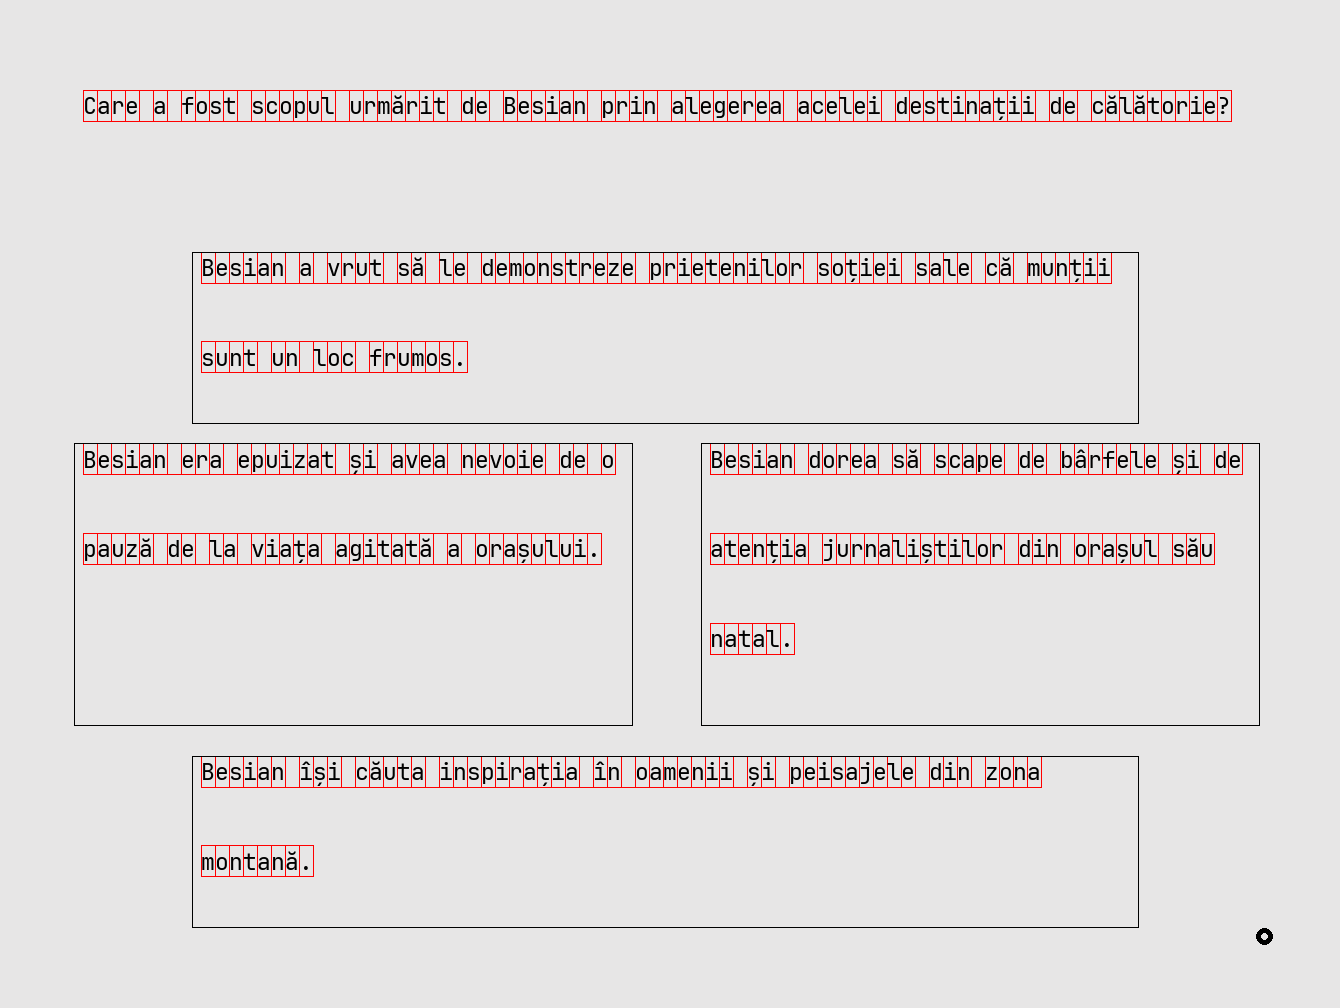 Care a fost scopul urmărit de Besian prin alegerea acelei destinații de călătorie?
Besian a vrut să le demonstreze prietenilor soției sale că munții
sunt un loc frumos.
Besian era epuizat și avea nevoie de o
pauză de la viața agitată a orașului.
Besian dorea să scape de bârfele și de
atenția jurnaliștilor din orașul său
natal.
Besian își căuta inspirația în oamenii și peisajele din zona
montană.